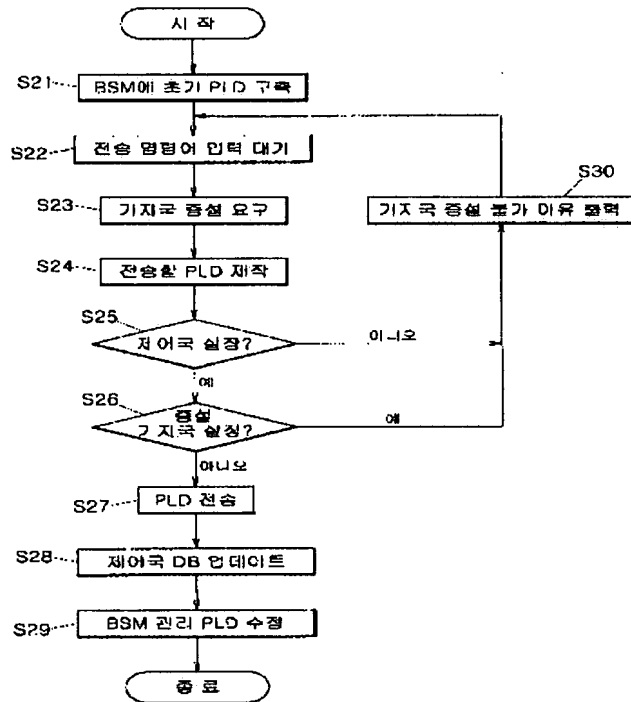 시 작
S21
BSM에 초기 PLD 구축
S22
전송 명령어 입력 대기
S23
기지국 증설 요구
S30
기지국 증설 불가 이유 출력
S24
전송할 PLD 제작
S25
제어국 실장?
아니오
예
S26
증설
기지국 실장?
예
아니오
S27
PLD 전송
S28
제어국 DB 업데이트
S29
BSM 관리 PLD 수정
종 료